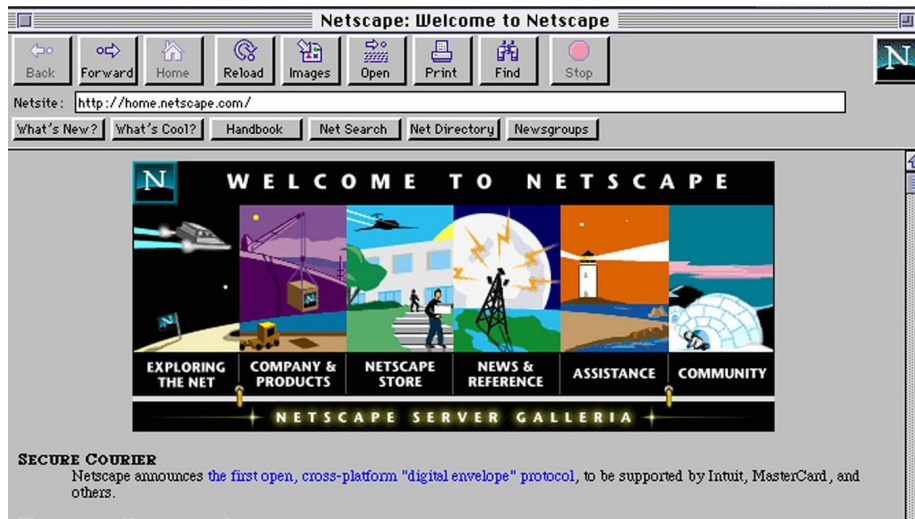 Netscape: Welcome to Netscape
Back Forward Home Reload Images Open Print Find Stop
N
Netsite: http://home.netscape.com/
What's New? What's Cool? Handbook Net Search Net Directory Newsgroups
N WELCOME TO NETSCAPE
N
N
EXPLORING THE NET
COMPANY & PRODUCTS
NETSCAPE STORE
NEWS & REFERENCE
ASSISTANCE
COMMUNITY
NETSCAPE SERVER GALLERIA
SECURE COURIER
Netscape announces the first open, cross-platform "digital envelope" protocol, to be supported by Intuit, MasterCard, and
others.